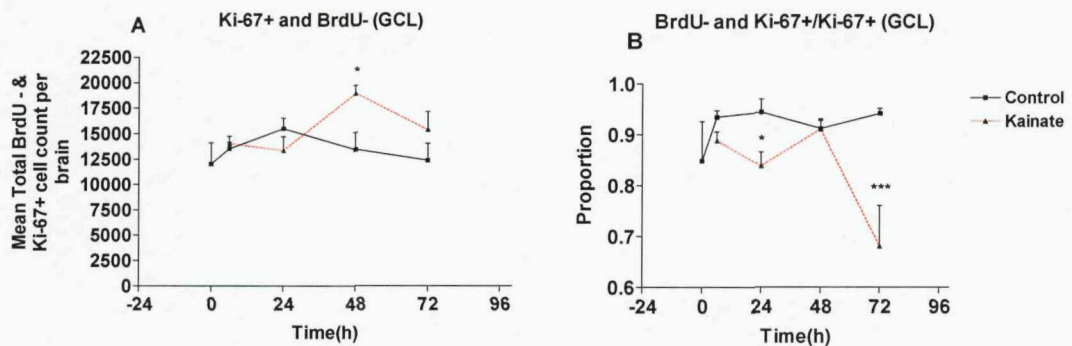 A
Ki-67+ and BrdU- (GCL)
Mean Total BrdU - &
Ki-67+ cell count per
brain
22500
20000
17500
15000
12500
10000
7500
5000
2500
0
*
-24
0
24
48
72
96
Time(h)
BrdU- and Ki-67+/Ki-67+ (GCL)
B
Proportion
1.0
0.9
0.8
0.7
0.6
*
***
-24
0
24
48
72
96
Time(h)
Control
Kainate